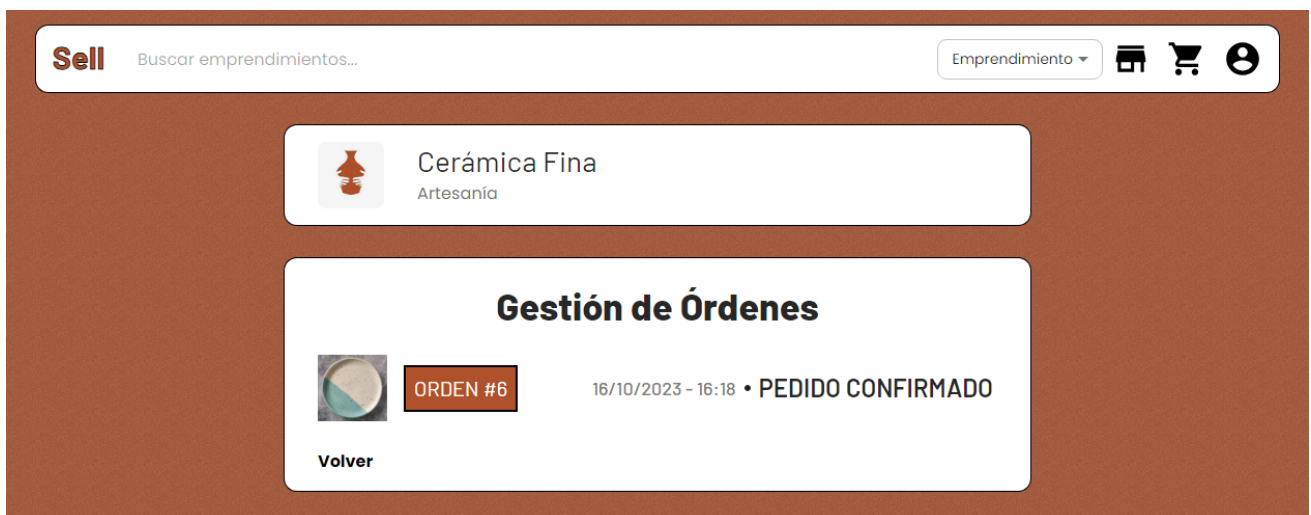 Sell Buscar emprendimientos... Emprendimiento
Cerámica Fina
Artesanía
Gestión de Órdenes
ORDEN #6 16/10/2023 - 16:18 • PEDIDO CONFIRMADO
Volver